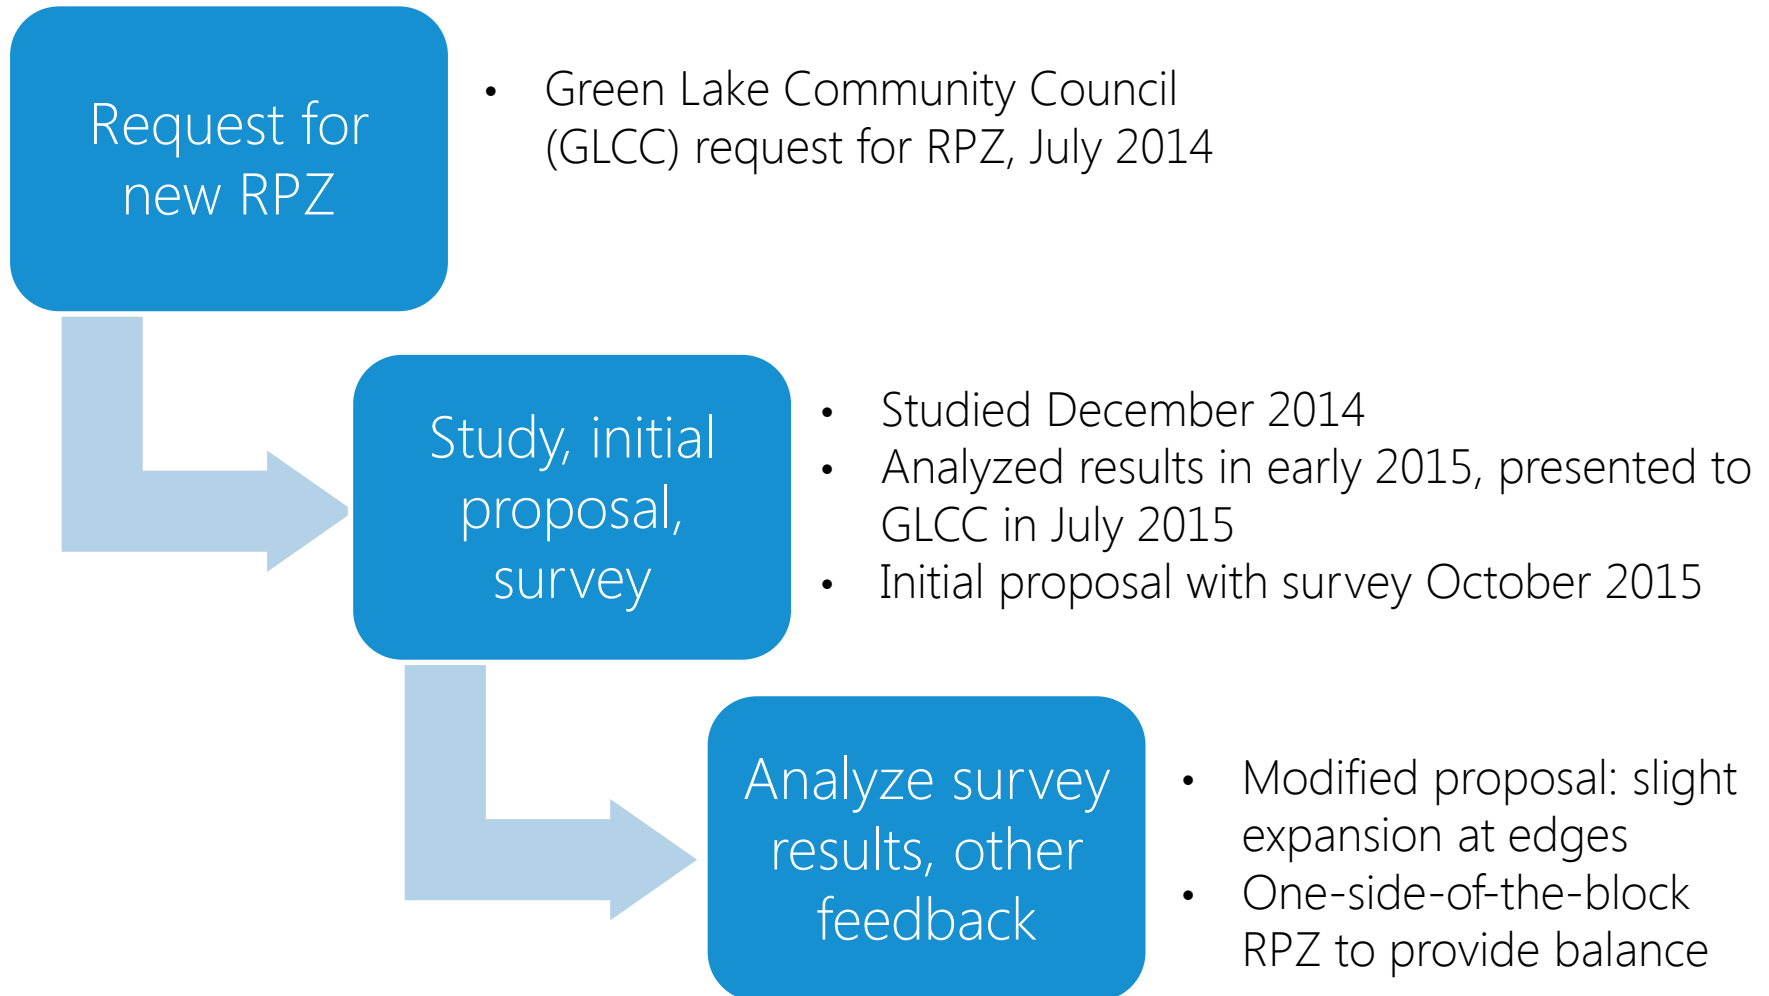 Request for
new RPZ
• Green Lake Community Council
(GLCC) request for RPZ, July 2014
Study, initial
proposal,
survey
• Studied December 2014
• Analyzed results in early 2015, presented to
GLCC in July 2015
• Initial proposal with survey October 2015
Analyze survey
results, other
feedback
• Modified proposal: slight
expansion at edges
• One-side-of-the-block
RPZ to provide balance